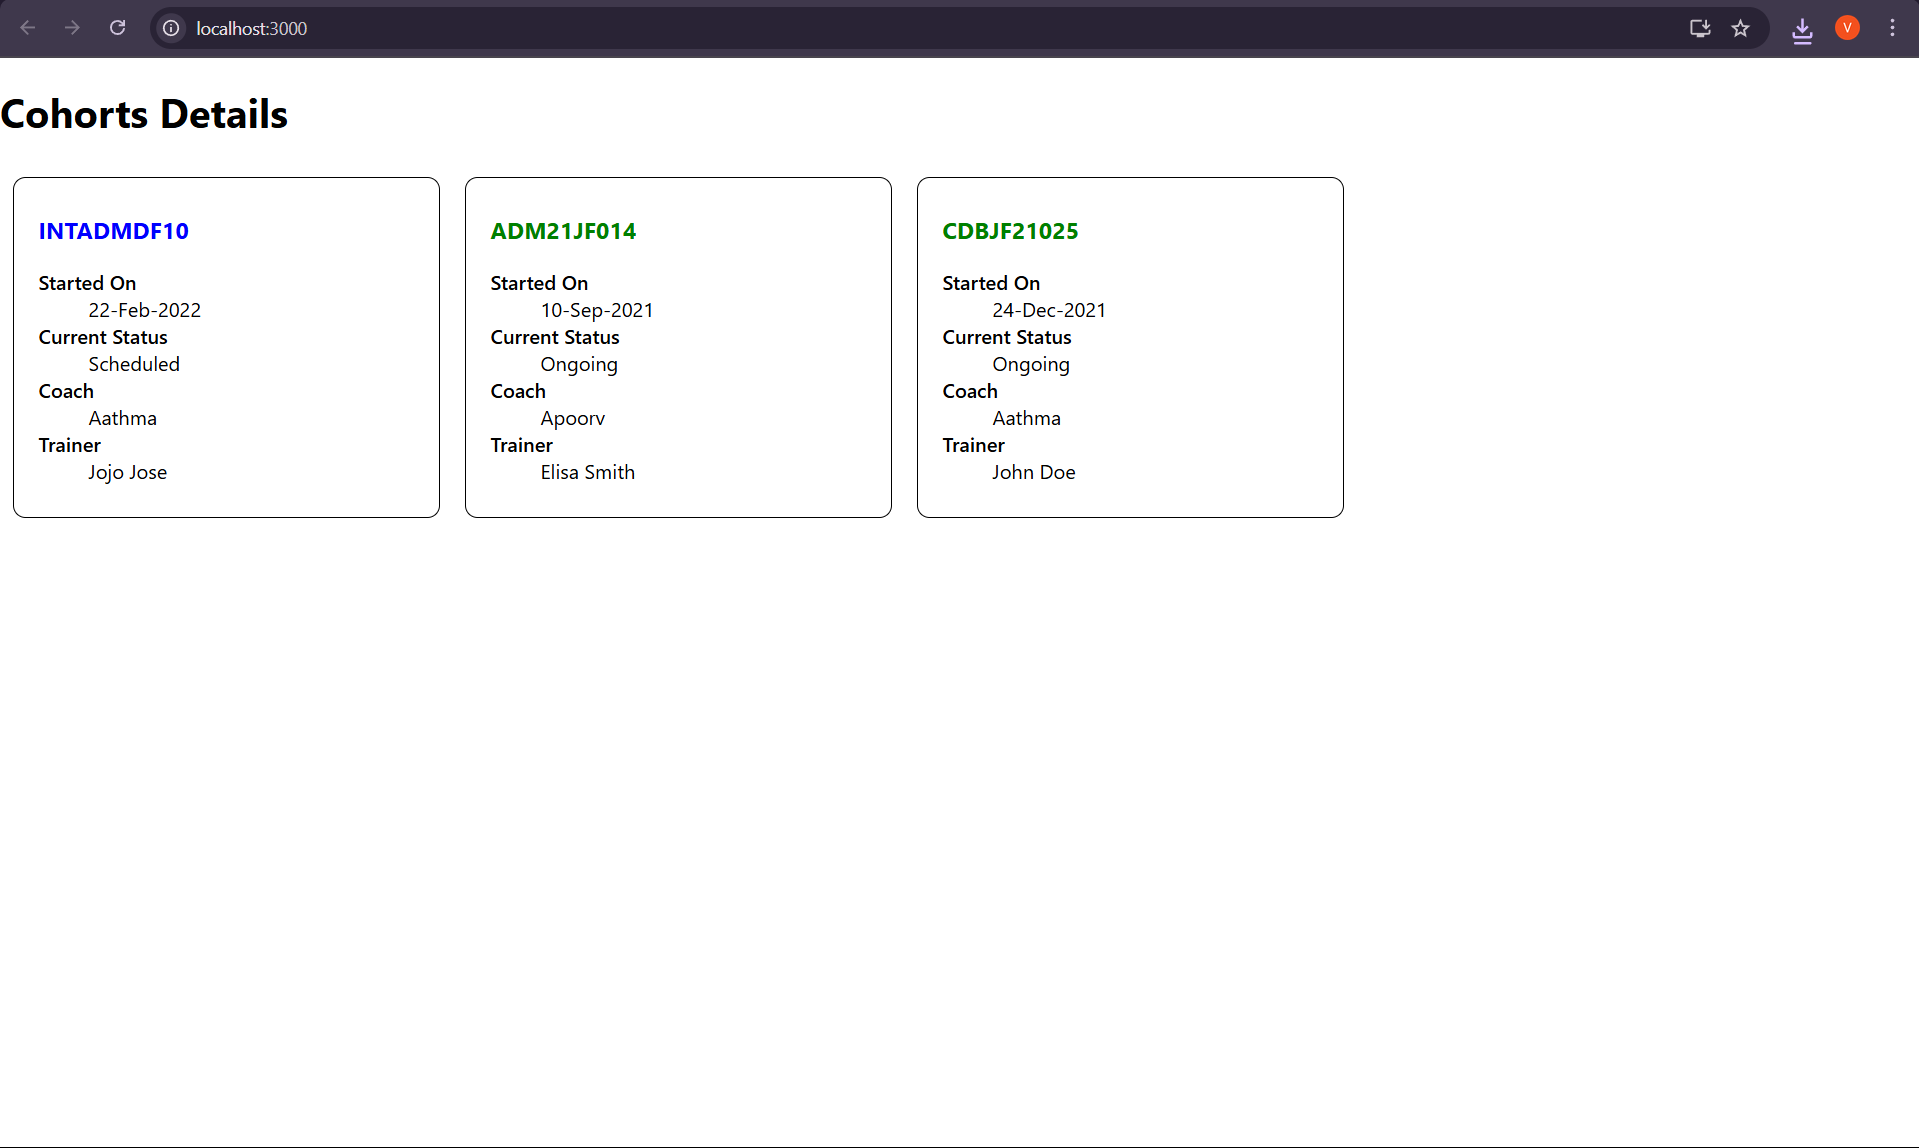 localhost:3000
V
Cohorts Details
INTADMDF10
Started On
22-Feb-2022
Current Status
Scheduled
Coach
Aathma
Trainer
Jojo Jose
ADM21JF014
Started On
10-Sep-2021
Current Status
Ongoing
Coach
Apoorv
Trainer
Elisa Smith
CDBJF21025
Started On
24-Dec-2021
Current Status
Ongoing
Coach
Aathma
Trainer
John Doe